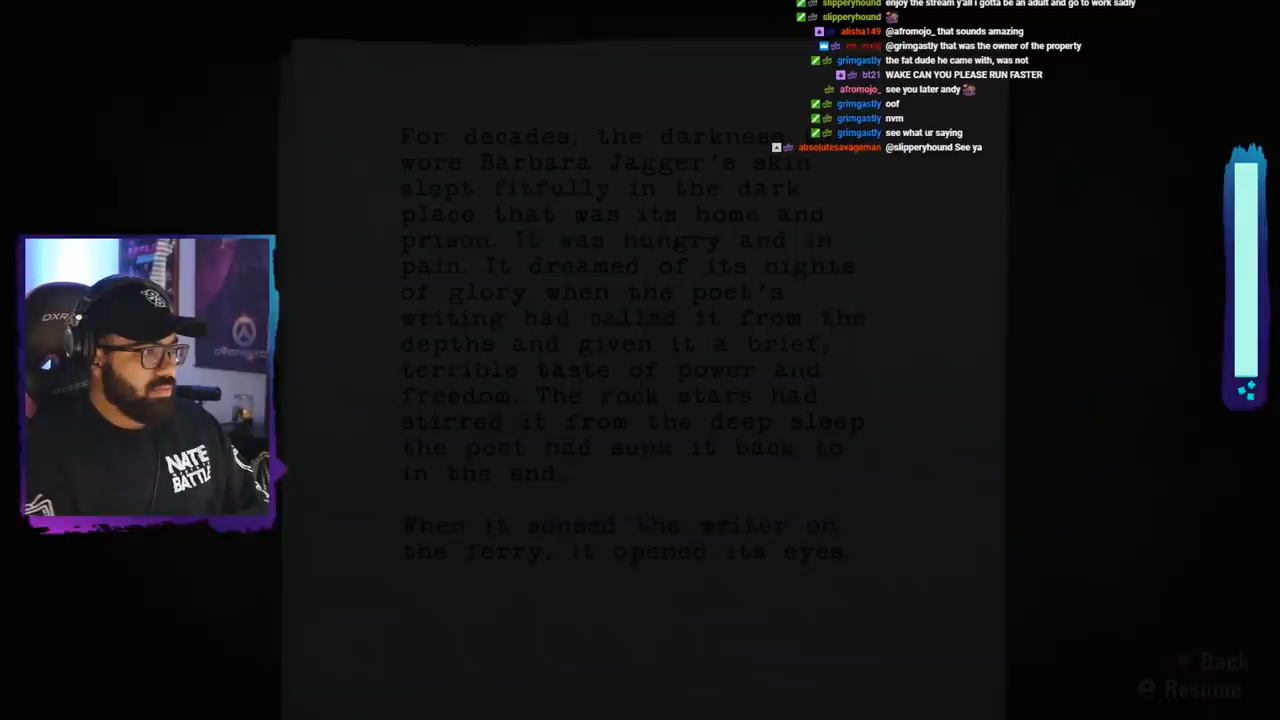 slipperyhound enjoy the stream y'all i gotta be an adult and go to work sadly
slipperyhound
alisha149 @afromojo_ that sounds amazing
@grimgastly that was the owner of the property
grimgastly the fat dude he came with, was not
bt21 WAKE CAN YOU PLEASE RUN FASTER
afromojo_ see you later andy
grimgastly oof
grimgastly nvm
grimgastly see what ur saying
absolutesavageman @slipperyhound See ya
For decades, the darkness
wore Barbara Jagger's skin
slept fitfully in the dark
place that was its home and
prison. It was hungry and in
pain. It dreamed of its nights
of glory when the poet's
writing had called it from the
depths and given it a brief,
terrible taste of power and
freedom. The rock stars had
stirred it from the deep sleep
the poet had sunk it back to
in the end.
When it sensed the writer on
the ferry, it opened its eyes.
DXR
OVERWATCH
NATE
BATTLE
Back
Resume